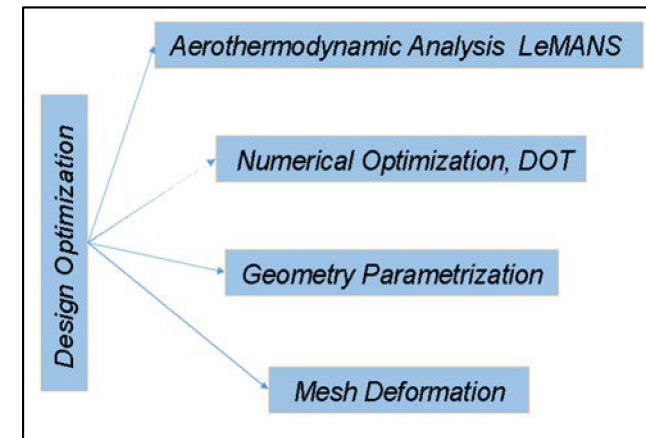 Aerothermodynamic Analysis LeMANS
Design Optimization
Numerical Optimization, DOT
Geometry Parametrization
Mesh Deformation